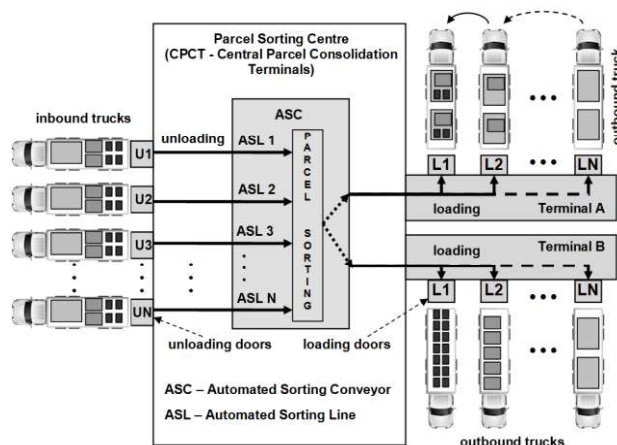 Parcel Sorting Centre
(CPCT - Central Parcel Consolidation
Terminals)
inbound trucks
unloading
ASC
U1
ASL 1
U2
ASL 2
U3
ASL 3
UN
ASL N
PARCEL SORTING
unloading doors
loading doors
ASC – Automated Sorting Conveyor
ASL – Automated Sorting Line
outbound truck
L1
L2
LN
loading
Terminal A
loading
Terminal B
L1
L2
LN
outbound trucks